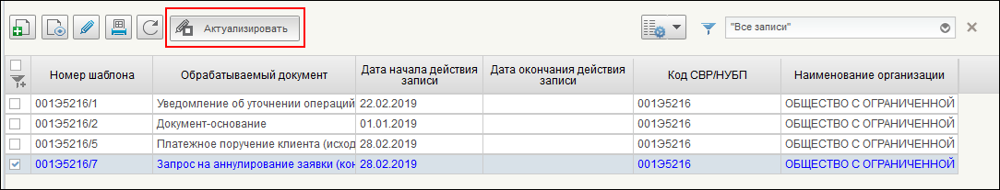 Актуализировать "Все записи"
Номер шаблона Обрабатываемый документ Дата начала действия записи Дата окончания действия записи Код СВР/НУБП Наименование организации
001Э5216/1 Уведомление об уточнении операций 22.02.2019 001Э5216 ОБЩЕСТВО С ОГРАНИЧЕННОЙ
001Э5216/2 Документ-основание 01.01.2019 001Э5216 ОБЩЕСТВО С ОГРАНИЧЕННОЙ
001Э5216/5 Платежное поручение клиента (исход 28.02.2019 001Э5216 ОБЩЕСТВО С ОГРАНИЧЕННОЙ
001Э5216/7 Запрос на аннулирование заявки (кон 28.02.2019 001Э5216 ОБЩЕСТВО С ОГРАНИЧЕННОЙ